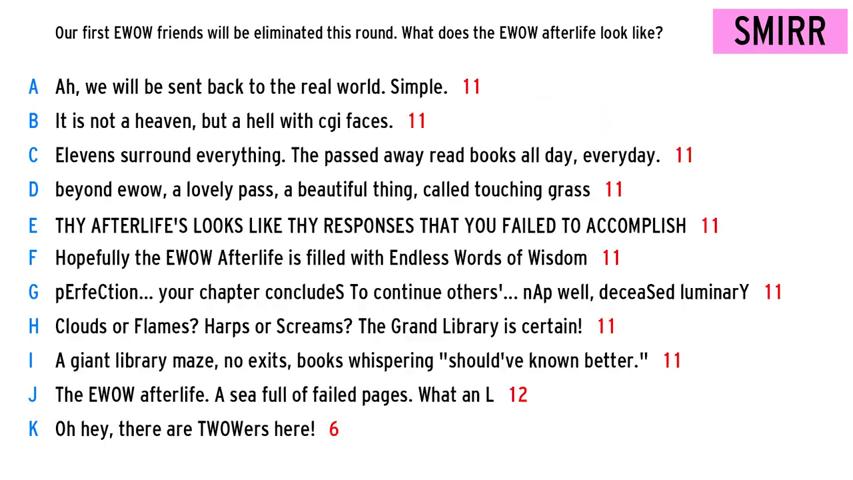 Our first EWOW friends will be eliminated this round. What does the EWOW afterlife look like?
SMIRR
A Ah, we will be sent back to the real world. Simple. 11
B It is not a heaven, but a hell with cgi faces. 11
C Elevens surround everything. The passed away read books all day, everyday. 11
D beyond ewow, a lovely pass, a beautiful thing, called touching grass 11
E THY AFTERLIFE'S LOOKS LIKE THY RESPONSES THAT YOU FAILED TO ACCOMPLISH 11
F Hopefully the EWOW Afterlife is filled with Endless Words of Wisdom 11
G pErfeCtion... your chapter concludeS To continue others'... nAp well, deceaSed luminarY 11
H Clouds or Flames? Harps or Screams? The Grand Library is certain! 11
I A giant library maze, no exits, books whispering "should've known better." 11
J The EWOW afterlife. A sea full of failed pages. What an L 12
K Oh hey, there are TWOWers here! 6